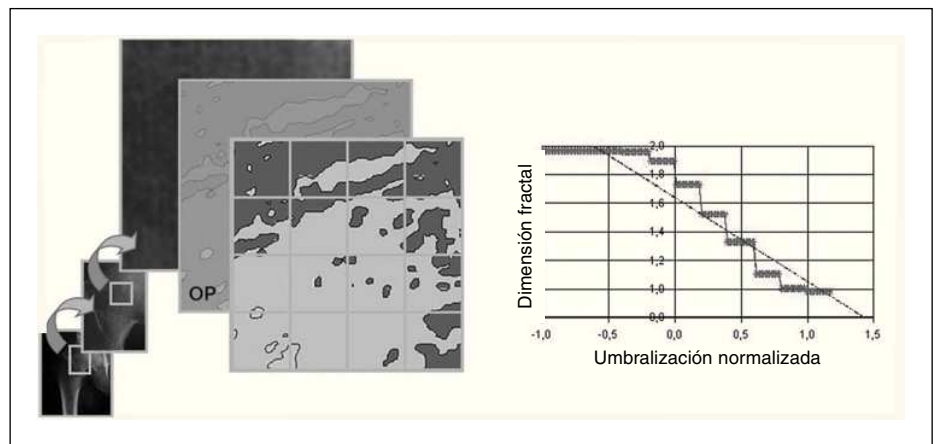 OP
Dimensión fractal
2,0
1,8
1,6
1,4
1,2
1,0
0,0
-1,0 -0,5 0,0 0,5 1,0 1,5
Umbralización normalizada